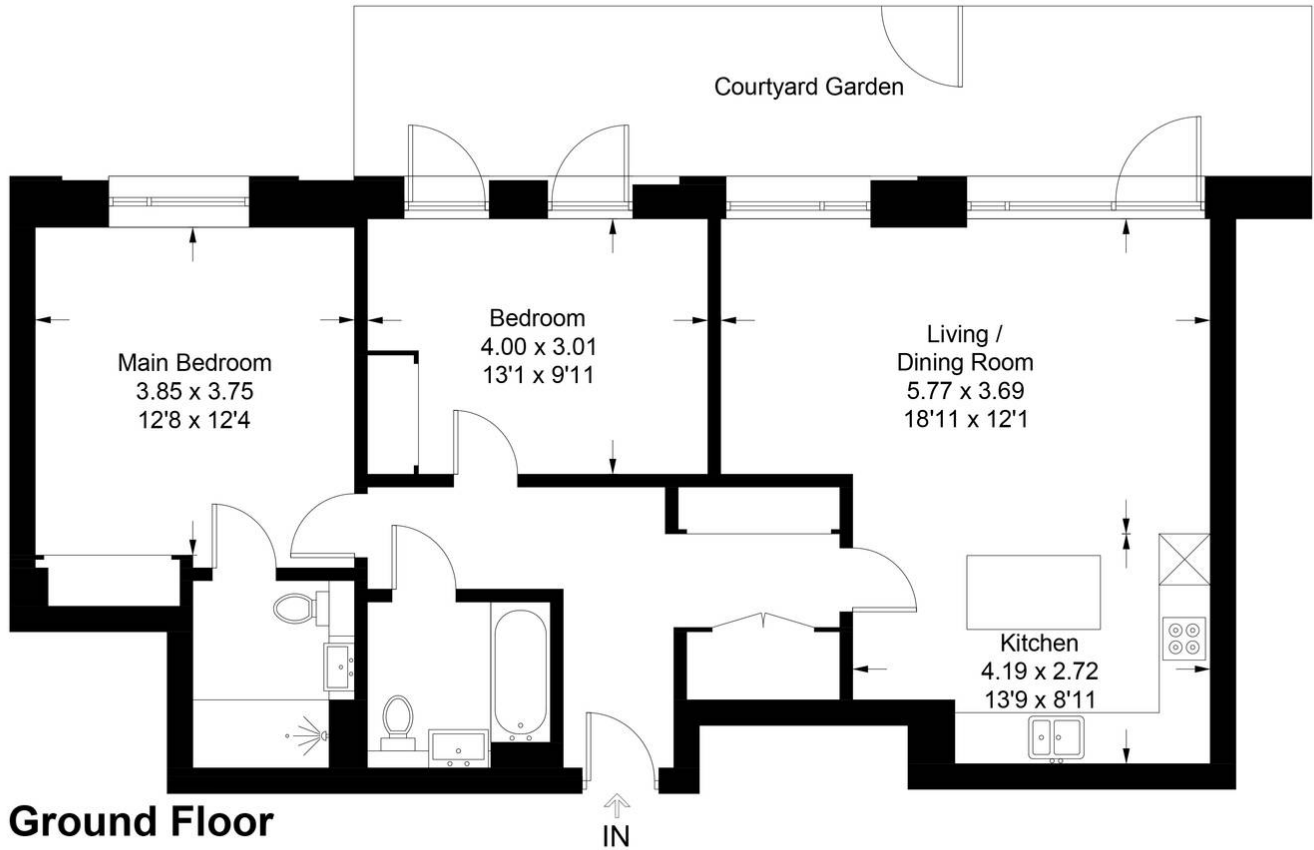 Courtyard Garden
Main Bedroom
3.85 x 3.75
12'8 x 12'4
Bedroom
4.00 x 3.01
13'1 x 9'11
Living /
Dining Room
5.77 x 3.69
18'11 x 12'1
Kitchen
4.19 x 2.72
13'9 x 8'11
Ground Floor
IN